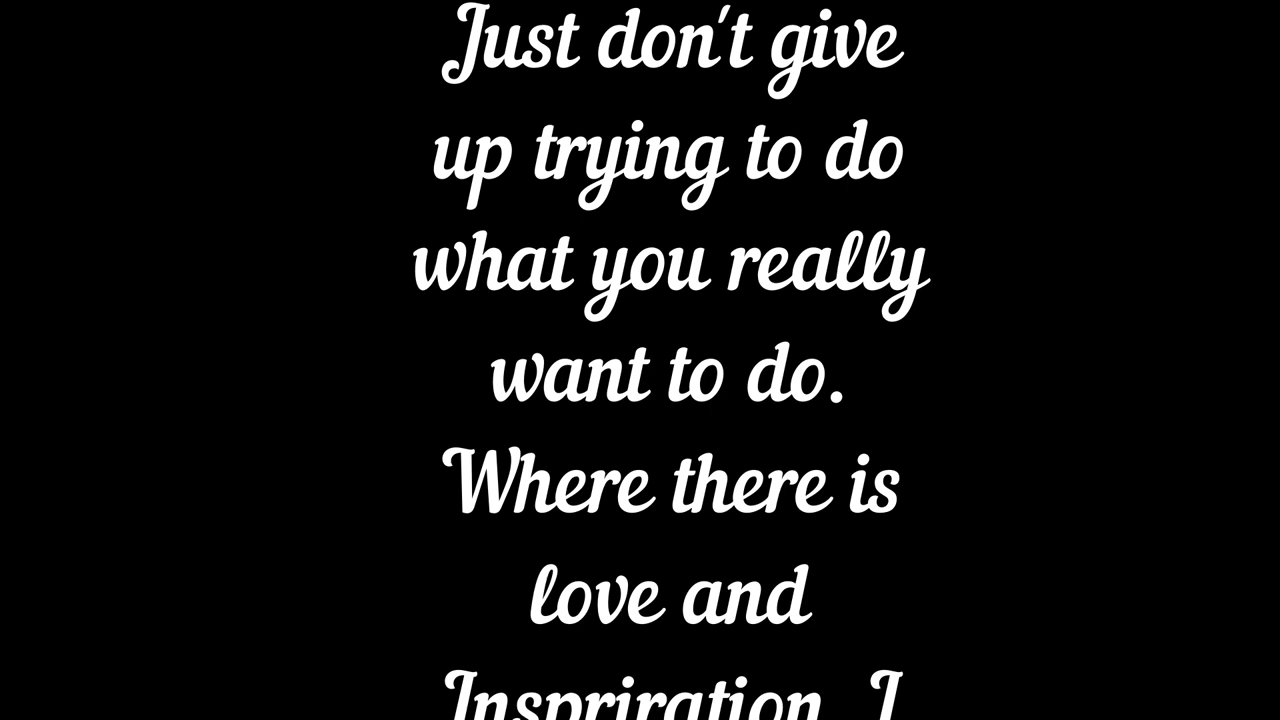 Just don't give
up trying to do
what you really
want to do.
Where there is
love and
Inspriration, I